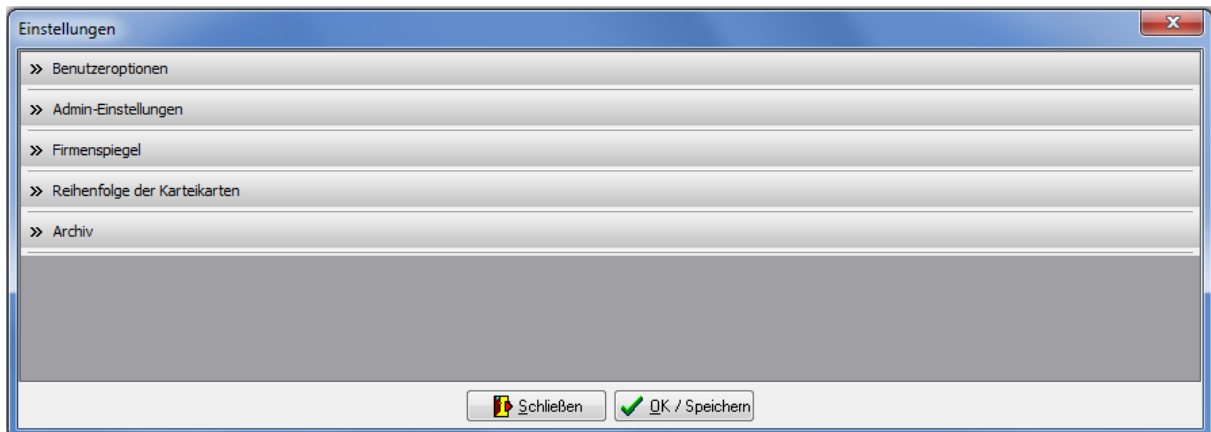 Einstellungen
Benutzeroptionen
Admin-Einstellungen
Firmenspiegel
Reihenfolge der Karteikarten
Archiv
Schließen
OK / Speichern